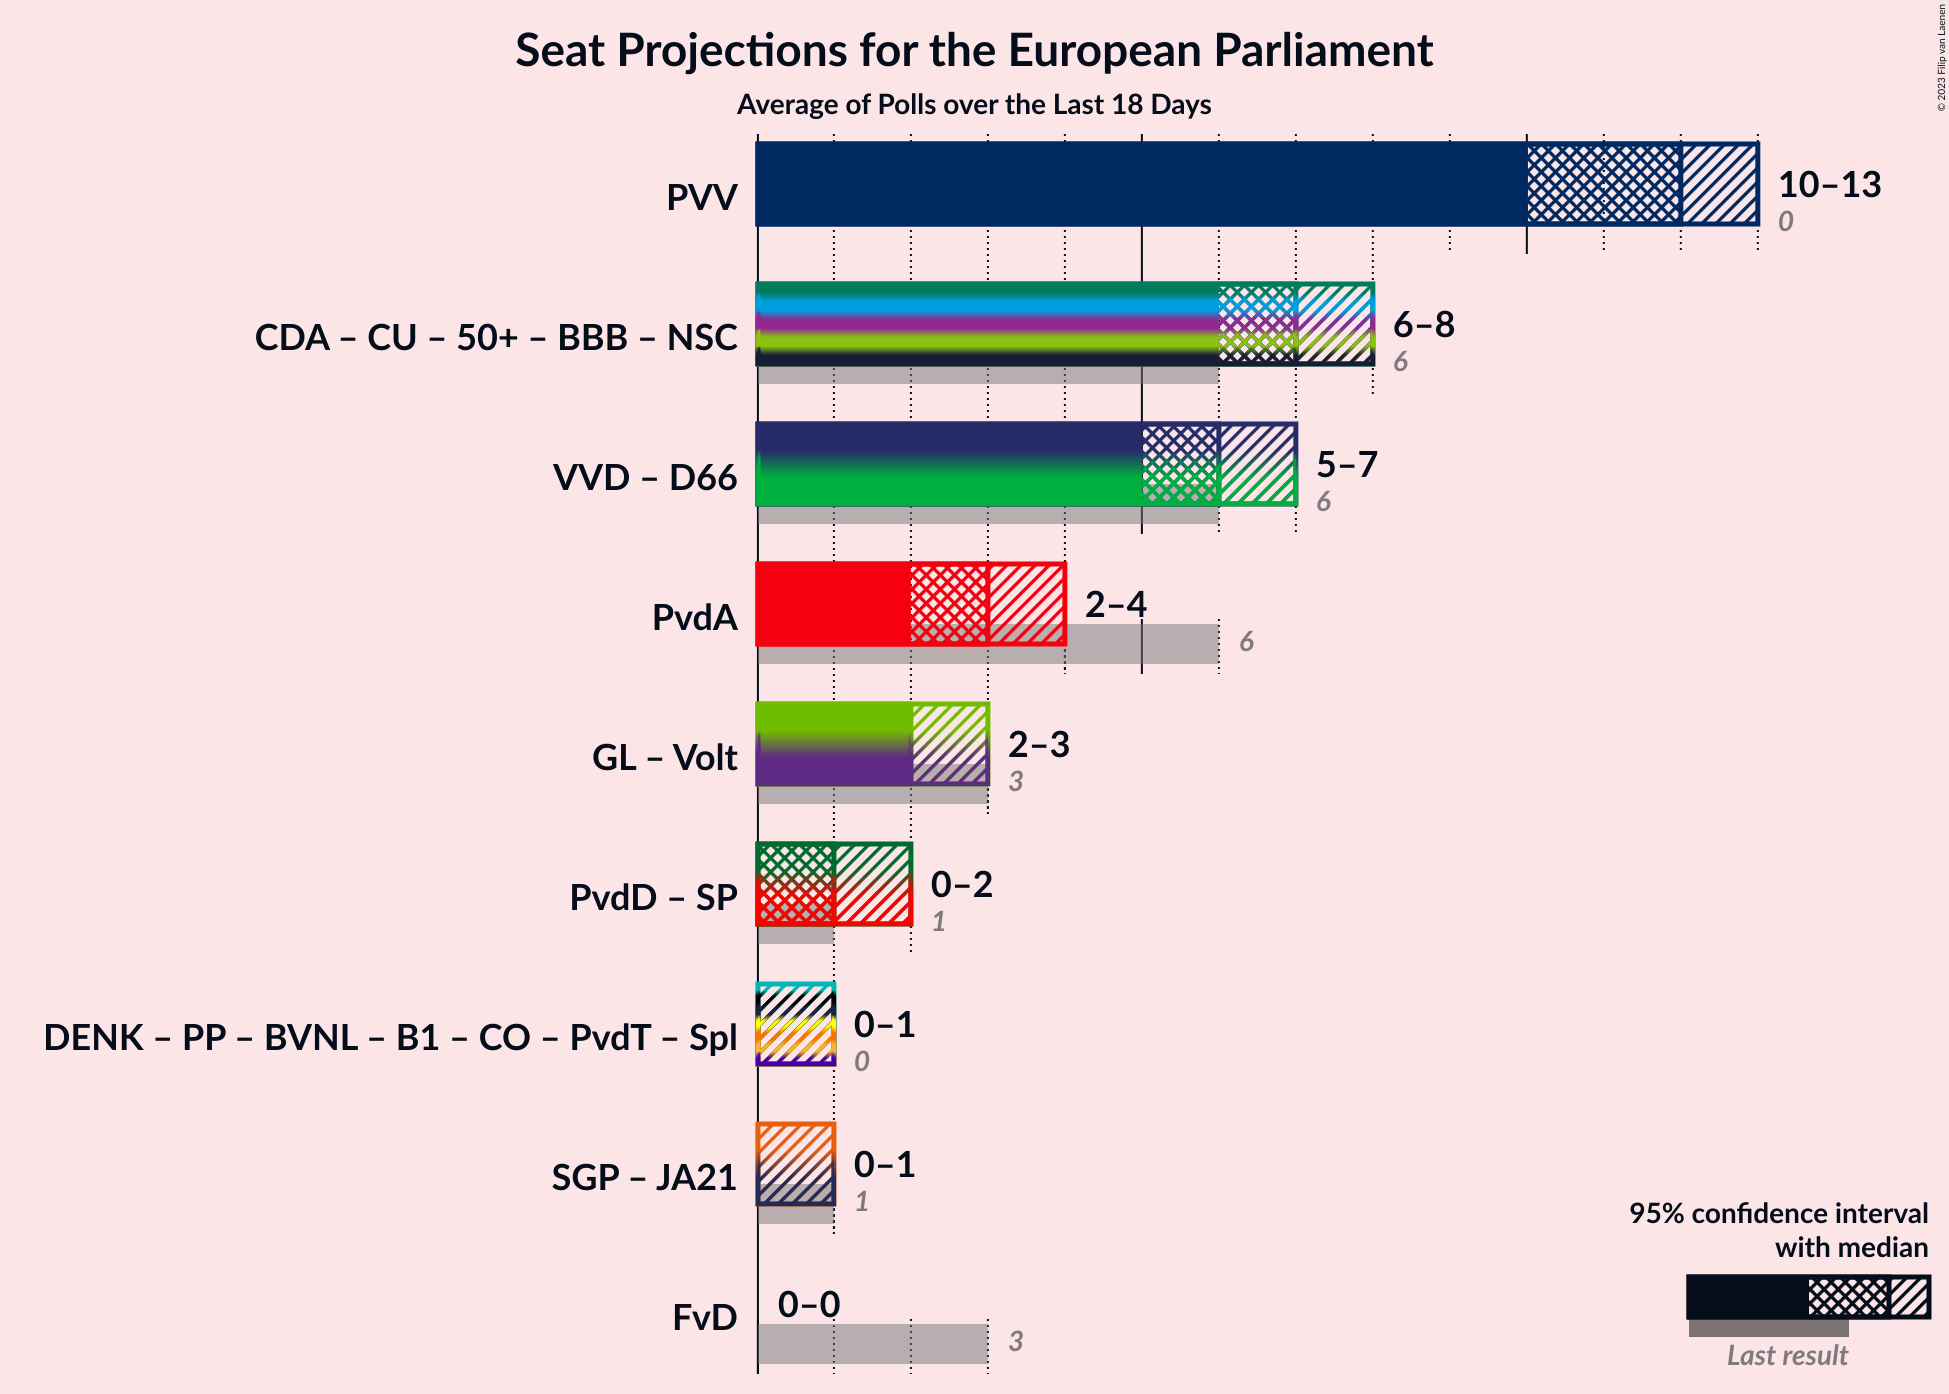 Seat Projections for the European Parliament
Average of Polls over the Last 18 Days
© 2023 Filip van Laenen
PVV
10–13
0
CDA – CU – 50+ – BBB – NSC
6–8
6
VVD – D66
5–7
6
PvdA
2–4
6
GL – Volt
2–3
3
PvdD – SP
0–2
1
DENK – PP – BVNL – B1 – CO – PvdT – Spl
0–1
0
SGP – JA21
0–1
1
FvD
0–0
3
95% confidence interval
with median
Last result